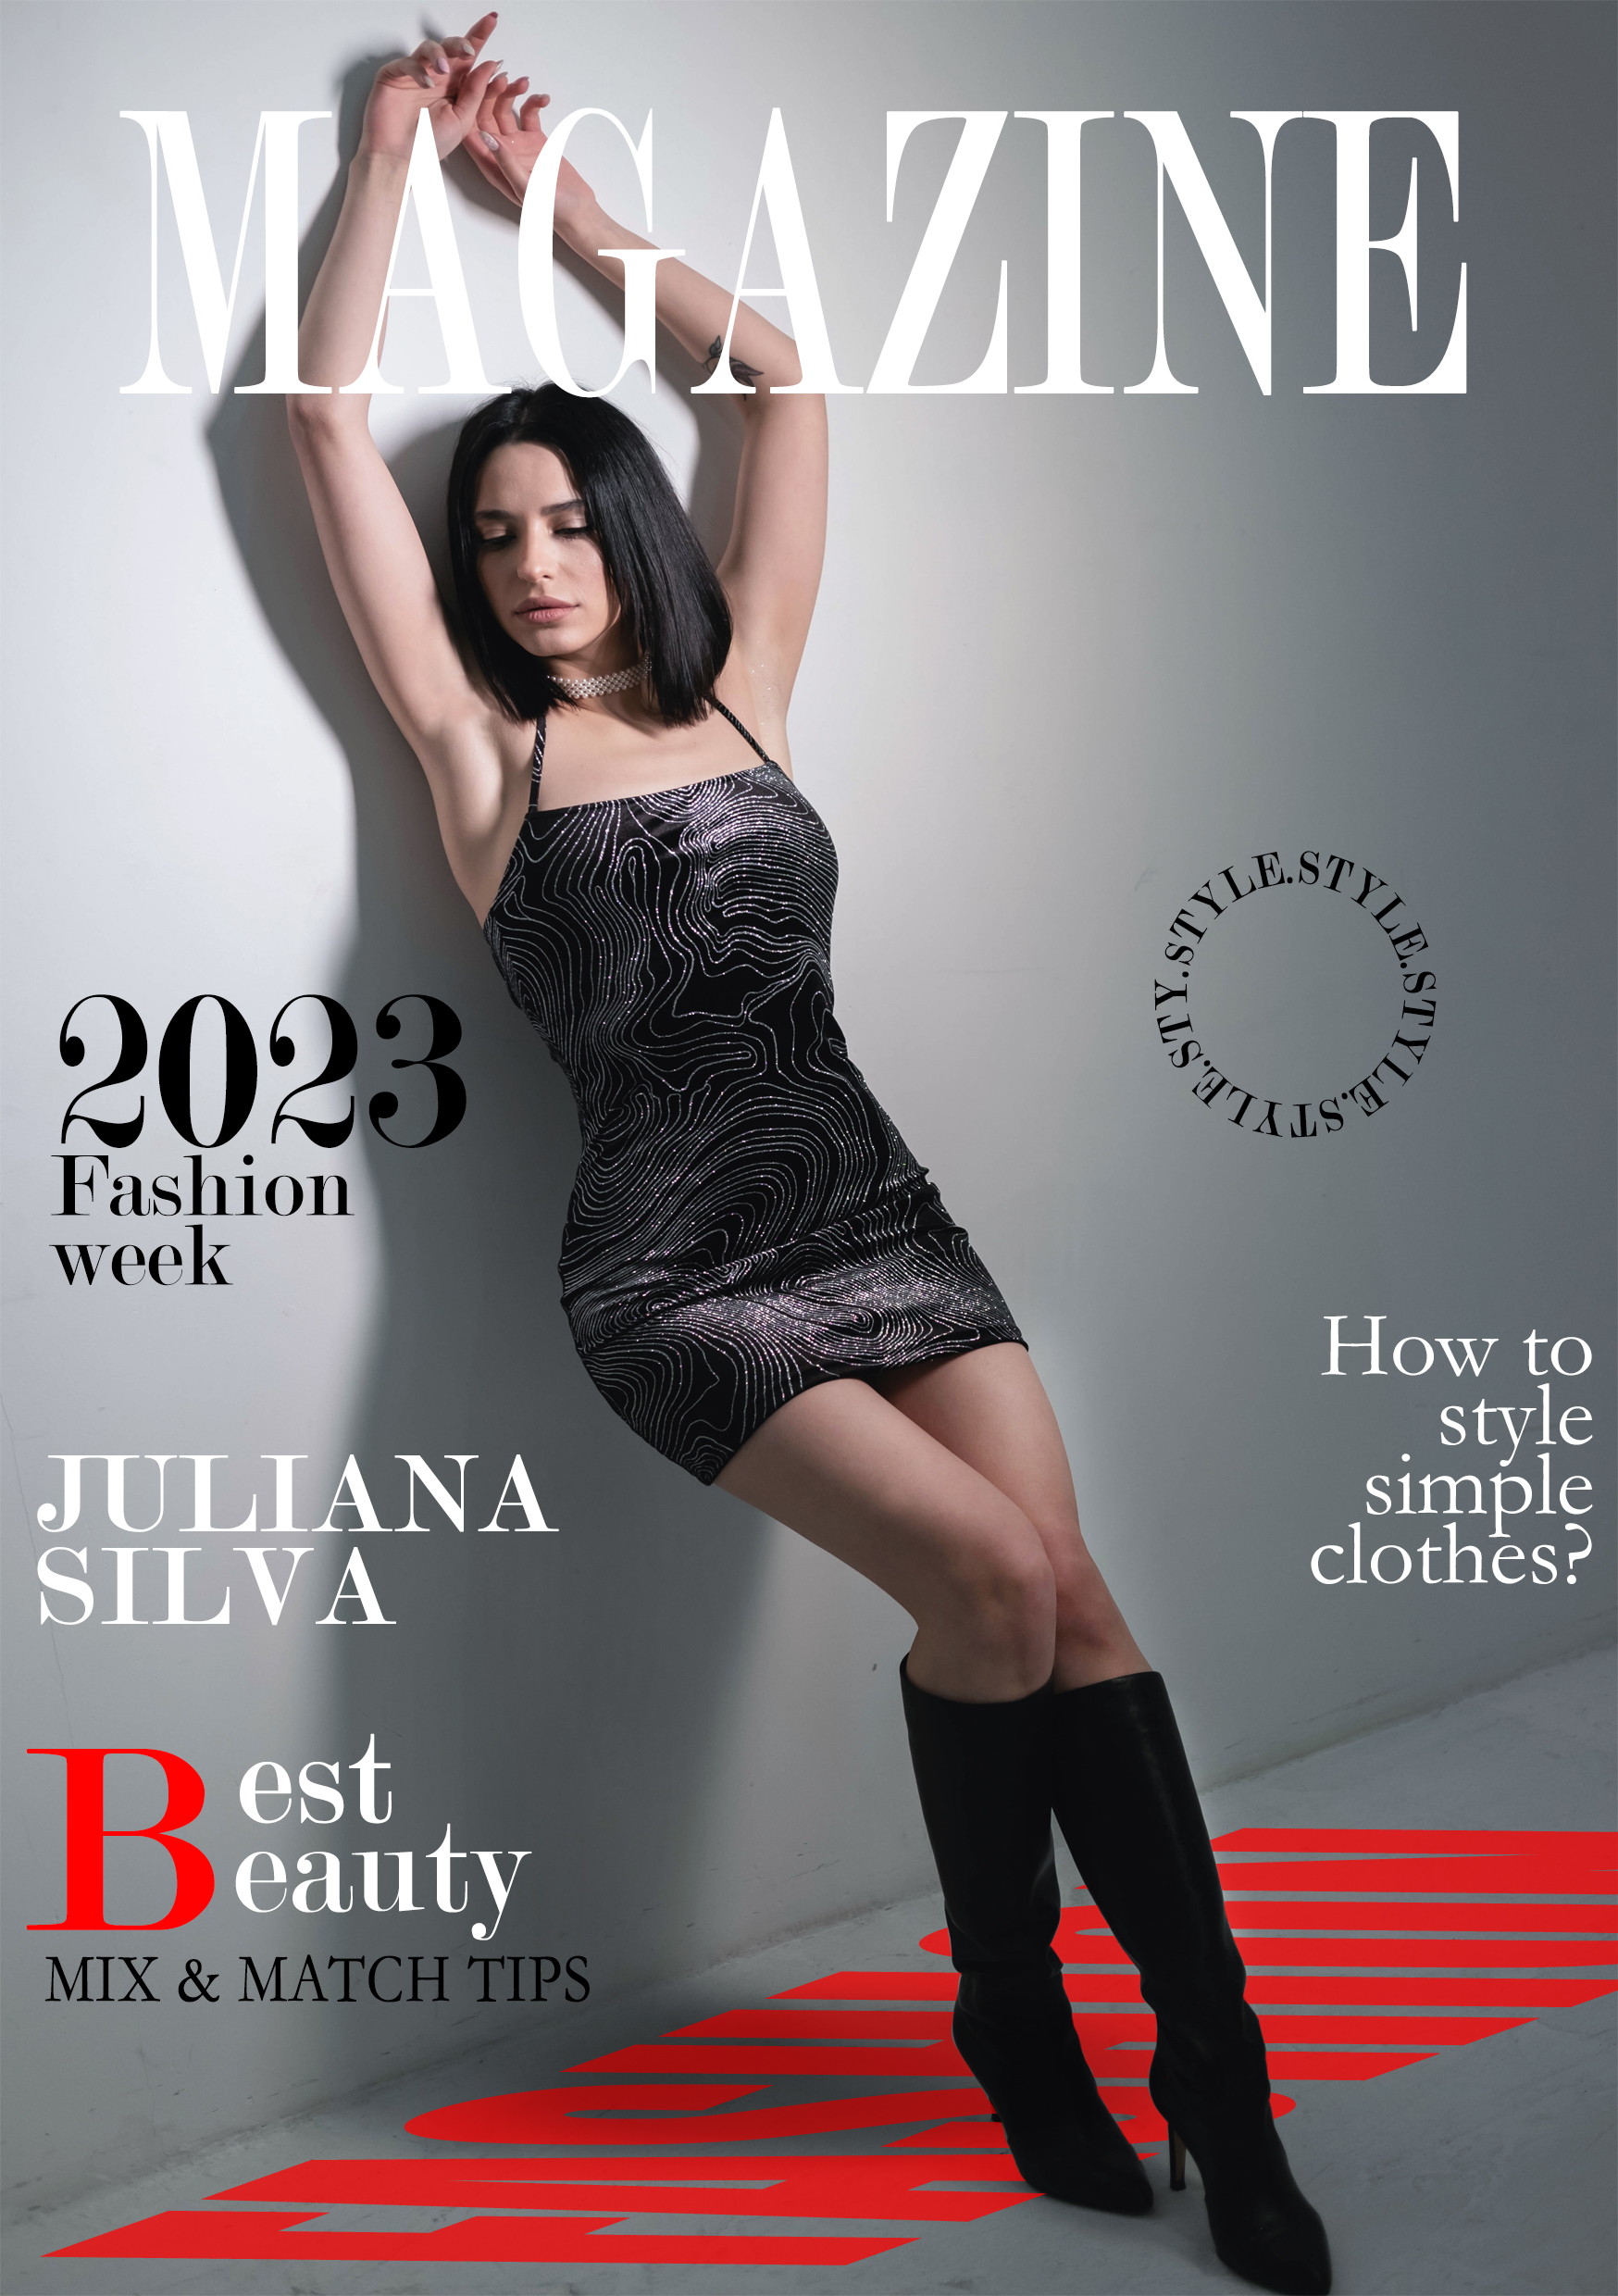 MAGAZINE
STYLE.STYLE.STYLE.STYLE.STY.
2023
Fashion
week
How to
style
simple
clothes?
JULIANA
SILVA
Best
Beauty
MIX & MATCH TIPS
FASHION